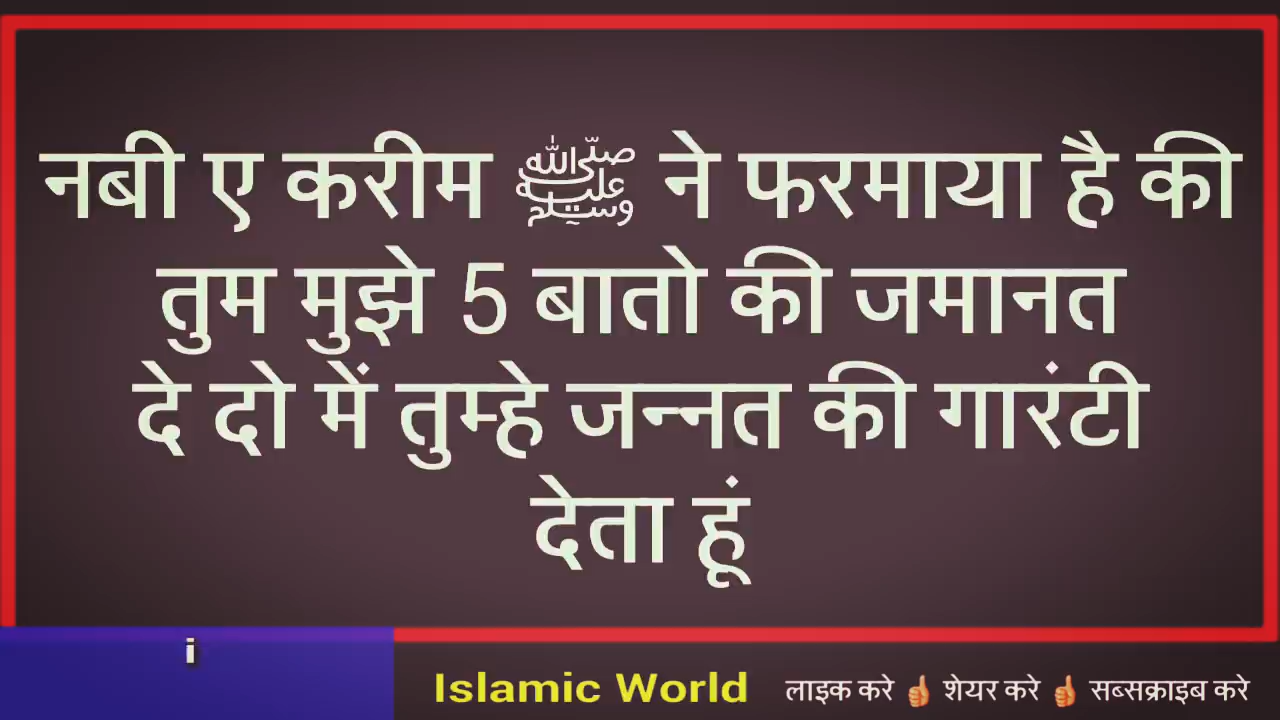 नबी ए करीम ﷺ ने फरमाया है की
तुम मुझे 5 बातो की जमानत
दे दो में तुम्हे जन्नत की गारंटी
देता हूं
i
Islamic World लाइक करे 👍 शेयर करे 👍 सब्सक्राइब करे